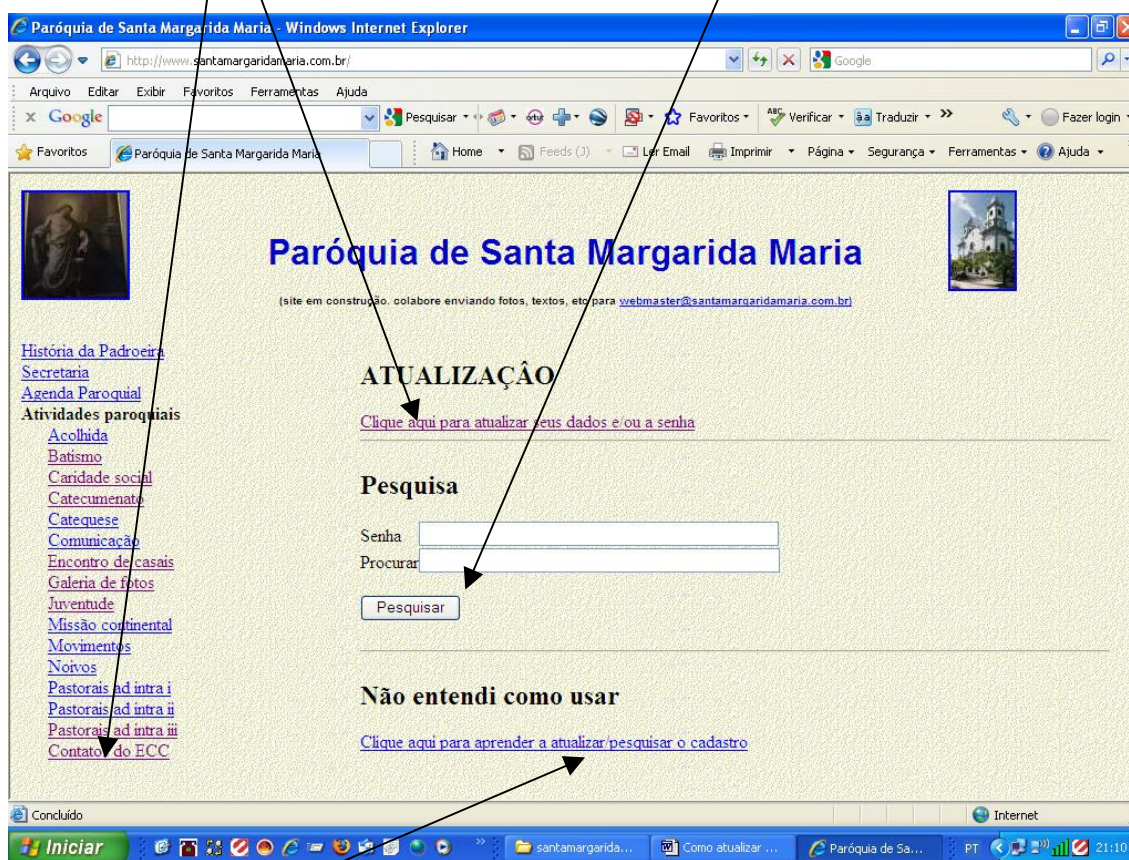 Paróquia de Santa Margarida Maria - Windows Internet Explorer
http://www.santamargaridamaria.com.br/
Google
Arquivo Editar Exibir Favoritos Ferramentas Ajuda
x Google Pesquisar Favoritos ABC Verificar Traduzir Fazer login
Favoritos Paróquia de Santa Margarida Maria Home Feeds (J) Ler Email Imprimir Página Segurança Ferramentas Ajuda
Paróquia de Santa Margarida Maria
(site em construção. colabore enviando fotos, textos, etc para webmaster@santamargaridamaria.com.br)
História da Padroeira
Secretaria
Agenda Paroquial
Atividades paroquiais
Acolhida
Batismo
Caridade social
Catecumenato
Catequese
Comunicação
Encontro de casais
Galeria de fotos
Juventude
Missão continental
Movimentos
Noivos
Pastorais ad intra i
Pastorais ad intra ii
Pastorais ad intra iii
Contatos do ECC
ATUALIZAÇÂO
Clique aqui para atualizar seus dados e/ou a senha
Pesquisa
Senha
Procurar
Pesquisar
Não entendi como usar
Clique aqui para aprender a atualizar/pesquisar o cadastro
Concluído Internet
Iniciar santamargarida... Como atualizar ... Paróquia de Sa... PT 21:10